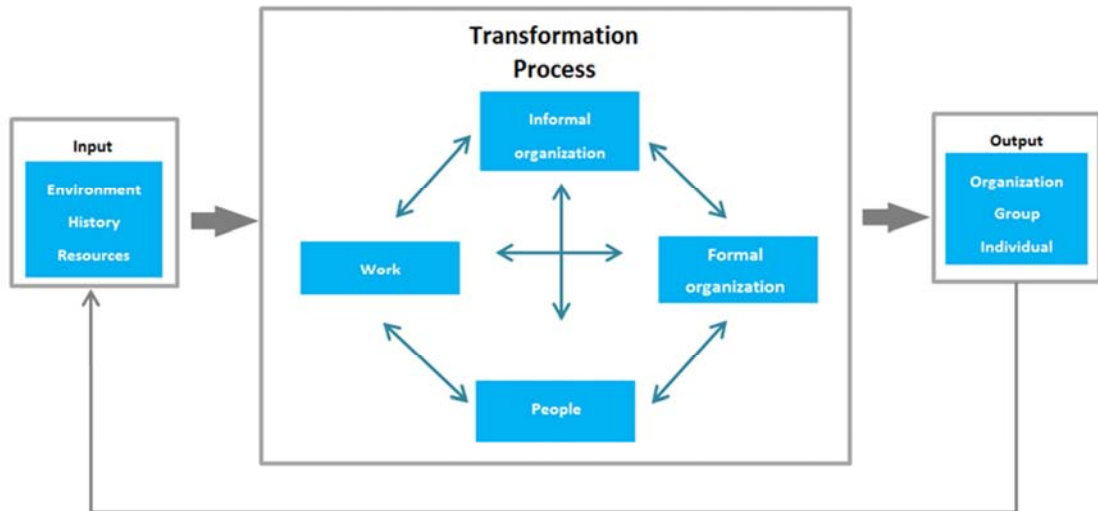 Transformation
Process
Input
Environment
History
Resources
Informal
organization
Work
Formal
organization
People
Output
Organization
Group
Individual